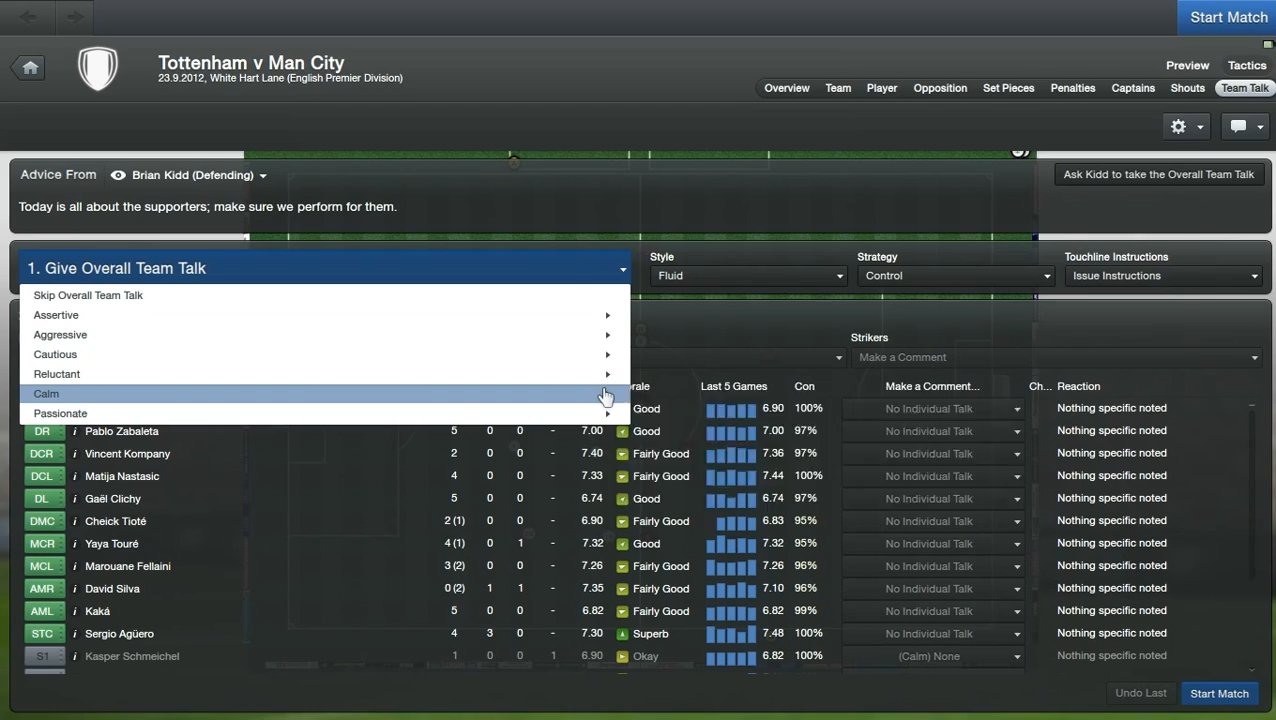 Start Match
Tottenham v Man City
23.9.2012, White Hart Lane (English Premier Division)
Preview Tactics
Overview Team Player Opposition Set Pieces Penalties Captains Shouts Team Talk
Advice From Brian Kidd (Defending) Ask Kidd to take the Overall Team Talk
Today is all about the supporters; make sure we perform for them.
1. Give Overall Team Talk
Style Strategy Touchline Instructions
Fluid Control Issue Instructions
Skip Overall Team Talk
Assertive
Aggressive
Cautious
Reluctant
Calm
Passionate
Strikers
Make a Comment
Last 5 Games Con Make a Comment... Ch... Reaction
Good 6.90 100% No Individual Talk Nothing specific noted
DR i Pablo Zabaleta 5 0 0 - 7.00 Good 7.00 97% No Individual Talk Nothing specific noted
DCR i Vincent Kompany 2 0 0 - 7.40 Fairly Good 7.36 97% No Individual Talk Nothing specific noted
DCL i Matija Nastasic 4 0 0 - 7.33 Fairly Good 7.44 100% No Individual Talk Nothing specific noted
DL i Gaël Clichy 5 0 0 - 6.74 Good 6.74 97% No Individual Talk Nothing specific noted
DMC i Cheick Tioté 2 (1) 0 0 - 6.90 Fairly Good 6.83 95% No Individual Talk Nothing specific noted
MCR i Yaya Touré 4 (1) 0 1 - 7.32 Good 7.32 95% No Individual Talk Nothing specific noted
MCL i Marouane Fellaini 3 (2) 0 0 - 7.26 Fairly Good 7.26 96% No Individual Talk Nothing specific noted
AMR i David Silva 0 (2) 1 1 - 7.35 Fairly Good 7.10 96% No Individual Talk Nothing specific noted
AML i Kaká 5 0 0 - 6.82 Fairly Good 6.82 99% No Individual Talk Nothing specific noted
STC i Sergio Agüero 4 3 0 - 7.30 Superb 7.48 100% No Individual Talk Nothing specific noted
S1 i Kasper Schmeichel 1 0 0 1 6.90 Okay 6.82 100% (Calm) None Nothing specific noted
Undo Last Start Match